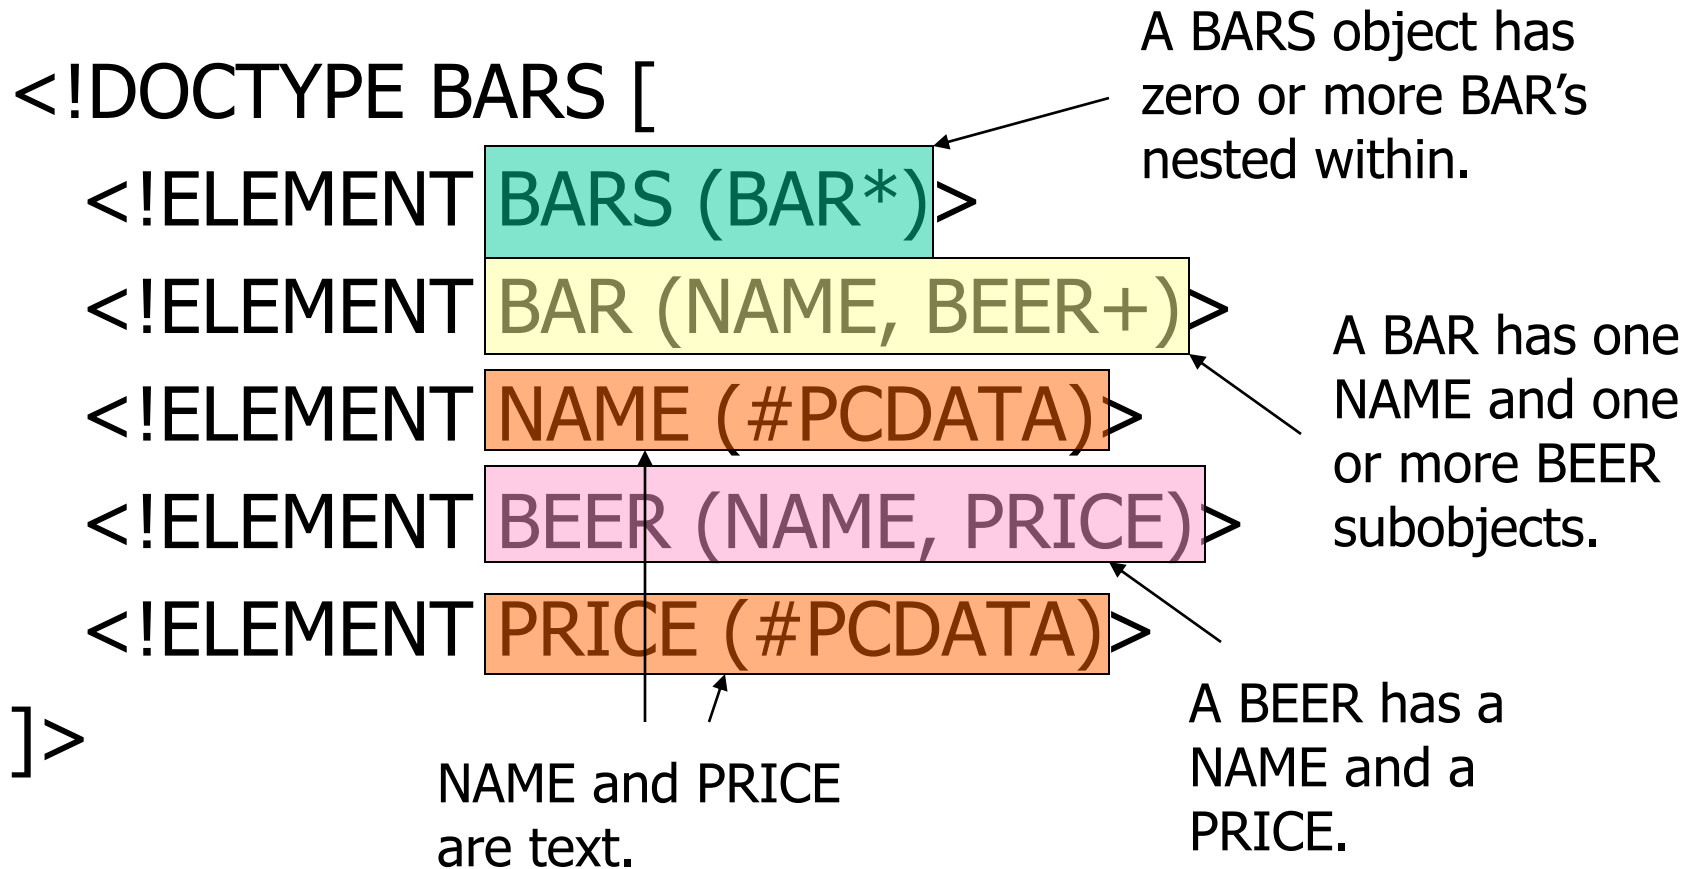 <!DOCTYPE BARS [
<!ELEMENT BARS (BAR*)>
<!ELEMENT BAR (NAME, BEER+)>
<!ELEMENT NAME (#PCDATA)>
<!ELEMENT BEER (NAME, PRICE)>
<!ELEMENT PRICE (#PCDATA)>
]>
A BARS object has
zero or more BAR’s
nested within.
A BAR has one
NAME and one
or more BEER
subobjects.
A BEER has a
NAME and a
PRICE.
NAME and PRICE
are text.